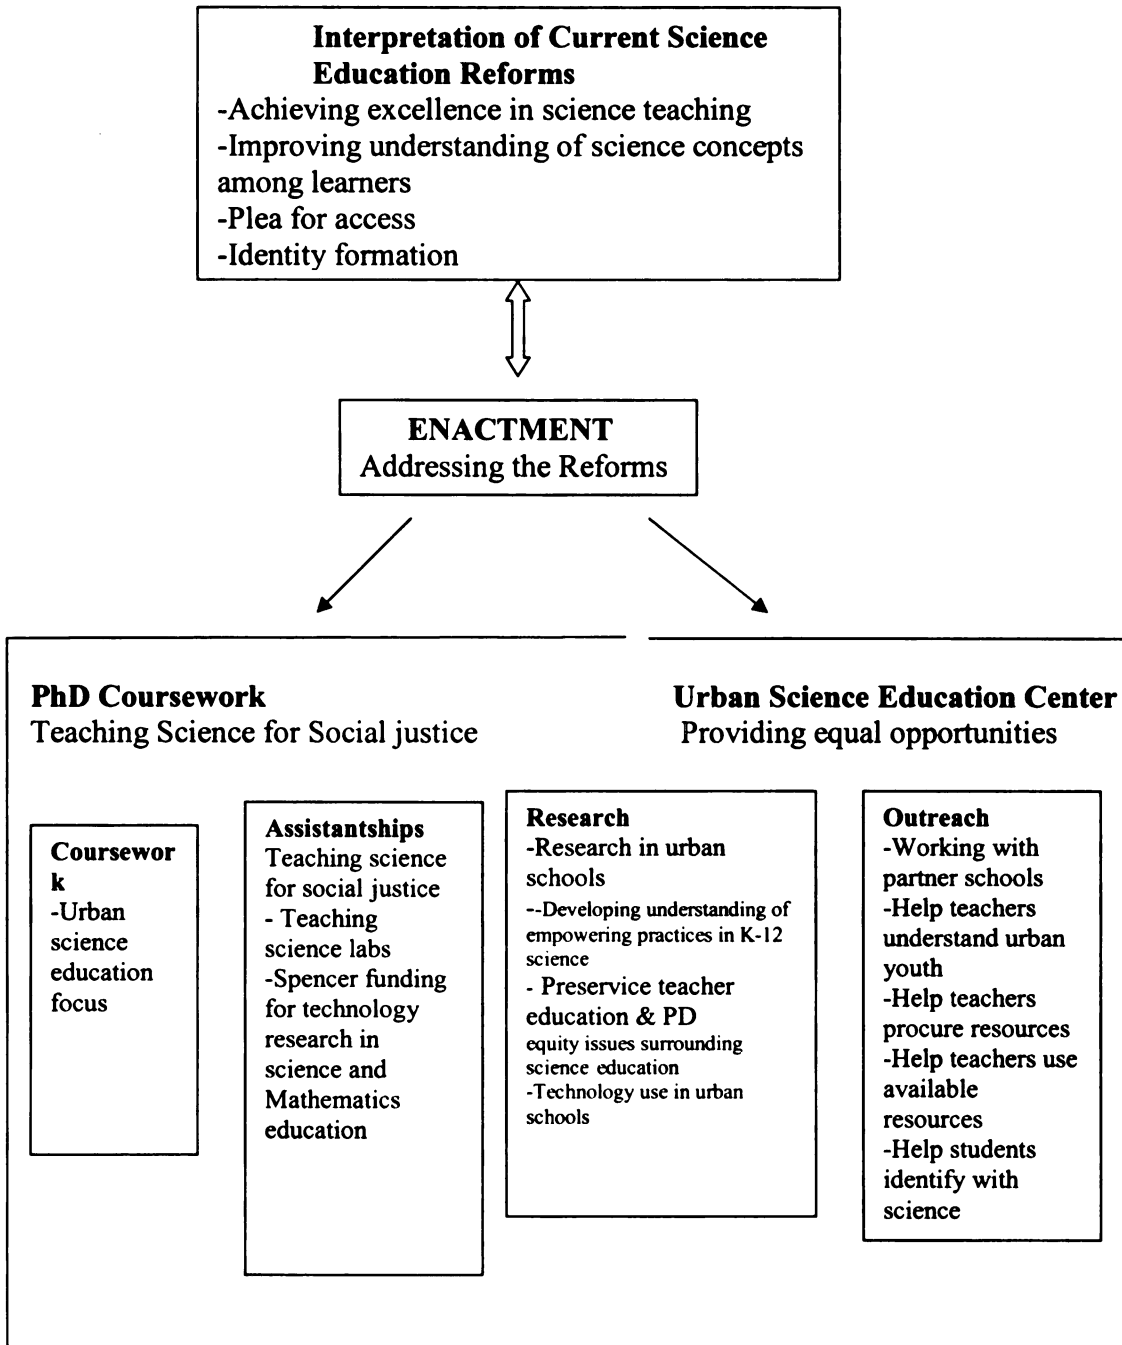 Interpretation of Current Science
Education Reforms
-Achieving excellence in science teaching
-Improving understanding of science concepts
among learners
-Plea for access
-Identity formation
ENACTMENT
Addressing the Reforms
PhD Coursework
Teaching Science for Social justice
Urban Science Education Center
Providing equal opportunities
Coursewor
k
-Urban
science
education
focus
Assistantships
Teaching science
for social justice
- Teaching
science labs
-Spencer funding
for technology
research in
science and
Mathematics
education
Research
-Research in urban
schools
--Developing understanding of
empowering practices in K-12
science
- Preservice teacher
education & PD
equity issues surrounding
science education
-Technology use in urban
schools
Outreach
-Working with
partner schools
-Help teachers
understand urban
youth
-Help teachers
procure resources
-Help teachers use
available
resources
-Help students
identify with
science